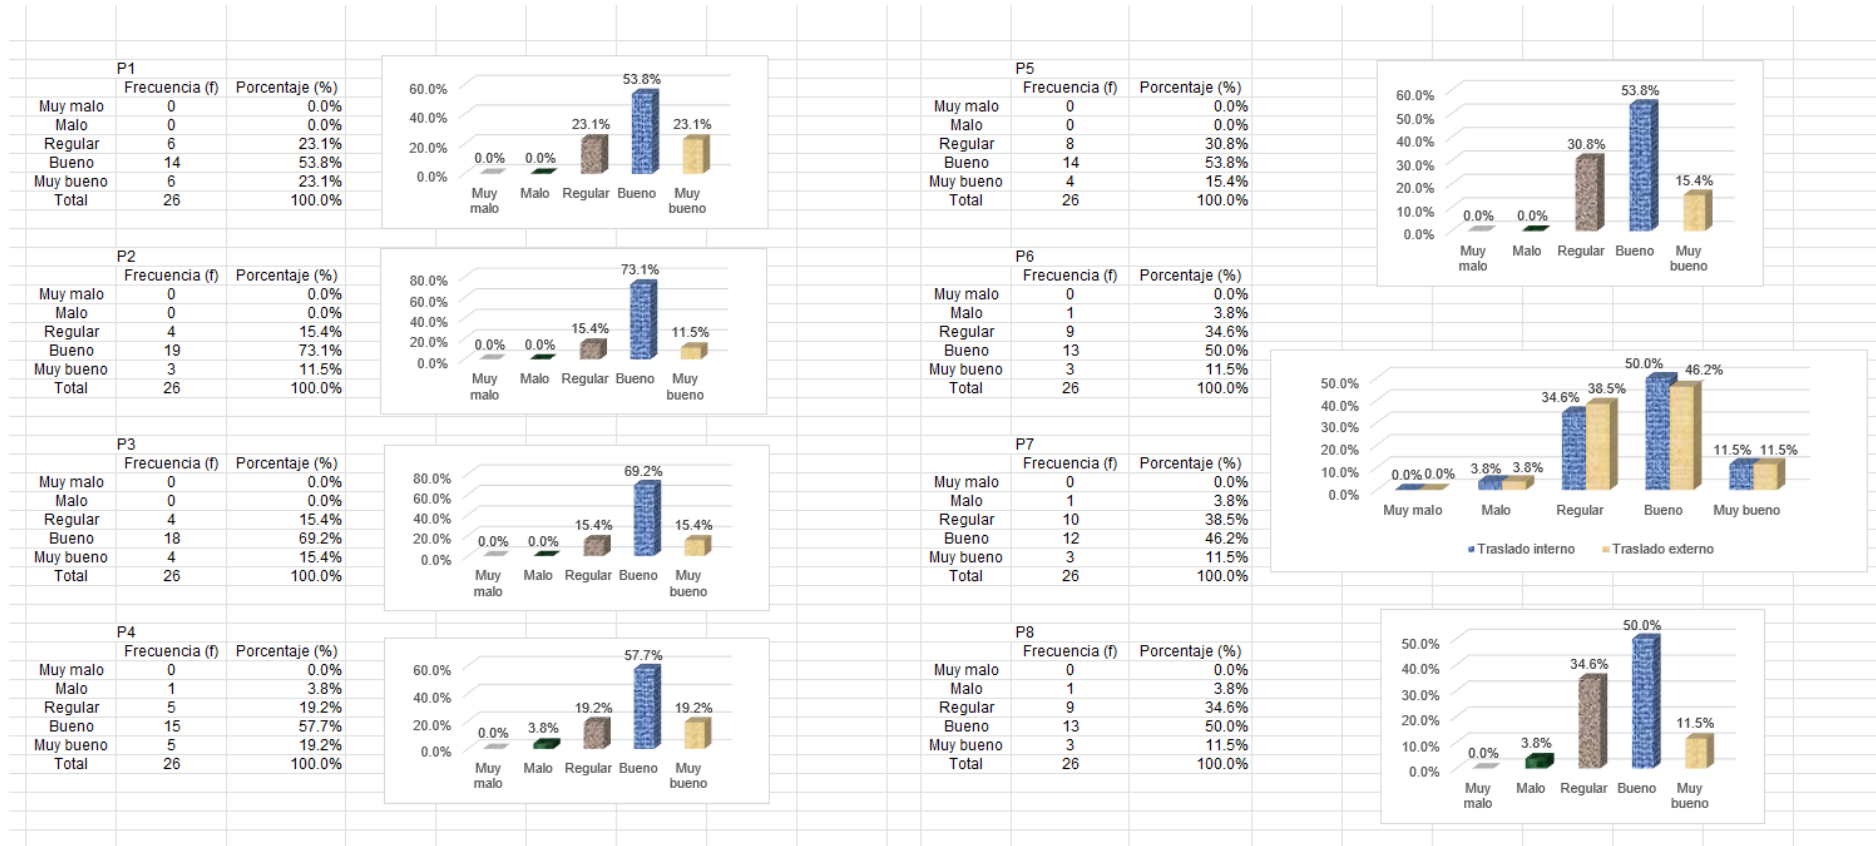 P1
Frecuencia (f) Porcentaje (%)
Muy malo 0 0.0%
Malo 0 0.0%
Regular 6 23.1%
Bueno 14 53.8%
Muy bueno 6 23.1%
Total 26 100.0%
60.0%
40.0%
20.0%
0.0%
0.0% 0.0% 23.1% 53.8% 23.1%
Muy malo Malo Regular Bueno Muy bueno
P2
Frecuencia (f) Porcentaje (%)
Muy malo 0 0.0%
Malo 0 0.0%
Regular 4 15.4%
Bueno 19 73.1%
Muy bueno 3 11.5%
Total 26 100.0%
80.0%
60.0%
40.0%
20.0%
0.0%
0.0% 0.0% 15.4% 73.1% 11.5%
Muy malo Malo Regular Bueno Muy bueno
P3
Frecuencia (f) Porcentaje (%)
Muy malo 0 0.0%
Malo 0 0.0%
Regular 4 15.4%
Bueno 18 69.2%
Muy bueno 4 15.4%
Total 26 100.0%
80.0%
60.0%
40.0%
20.0%
0.0%
0.0% 0.0% 15.4% 69.2% 15.4%
Muy malo Malo Regular Bueno Muy bueno
P4
Frecuencia (f) Porcentaje (%)
Muy malo 0 0.0%
Malo 1 3.8%
Regular 5 19.2%
Bueno 15 57.7%
Muy bueno 5 19.2%
Total 26 100.0%
60.0%
40.0%
20.0%
0.0%
0.0% 3.8% 19.2% 57.7% 19.2%
Muy malo Malo Regular Bueno Muy bueno
P5
Frecuencia (f) Porcentaje (%)
Muy malo 0 0.0%
Malo 0 0.0%
Regular 8 30.8%
Bueno 14 53.8%
Muy bueno 4 15.4%
Total 26 100.0%
60.0%
50.0%
40.0%
30.0%
20.0%
10.0%
0.0%
0.0% 0.0% 30.8% 53.8% 15.4%
Muy malo Malo Regular Bueno Muy bueno
P6
Frecuencia (f) Porcentaje (%)
Muy malo 0 0.0%
Malo 1 3.8%
Regular 9 34.6%
Bueno 13 50.0%
Muy bueno 3 11.5%
Total 26 100.0%
P7
Frecuencia (f) Porcentaje (%)
Muy malo 0 0.0%
Malo 1 3.8%
Regular 10 38.5%
Bueno 12 46.2%
Muy bueno 3 11.5%
Total 26 100.0%
50.0%
40.0%
30.0%
20.0%
10.0%
0.0%
0.0% 0.0% 3.8% 3.8% 34.6% 38.5% 50.0% 46.2% 11.5% 11.5%
Muy malo Malo Regular Bueno Muy bueno
Traslado interno Traslado externo
P8
Frecuencia (f) Porcentaje (%)
Muy malo 0 0.0%
Malo 1 3.8%
Regular 9 34.6%
Bueno 13 50.0%
Muy bueno 3 11.5%
Total 26 100.0%
50.0%
40.0%
30.0%
20.0%
10.0%
0.0%
0.0% 3.8% 34.6% 50.0% 11.5%
Muy malo Malo Regular Bueno Muy bueno